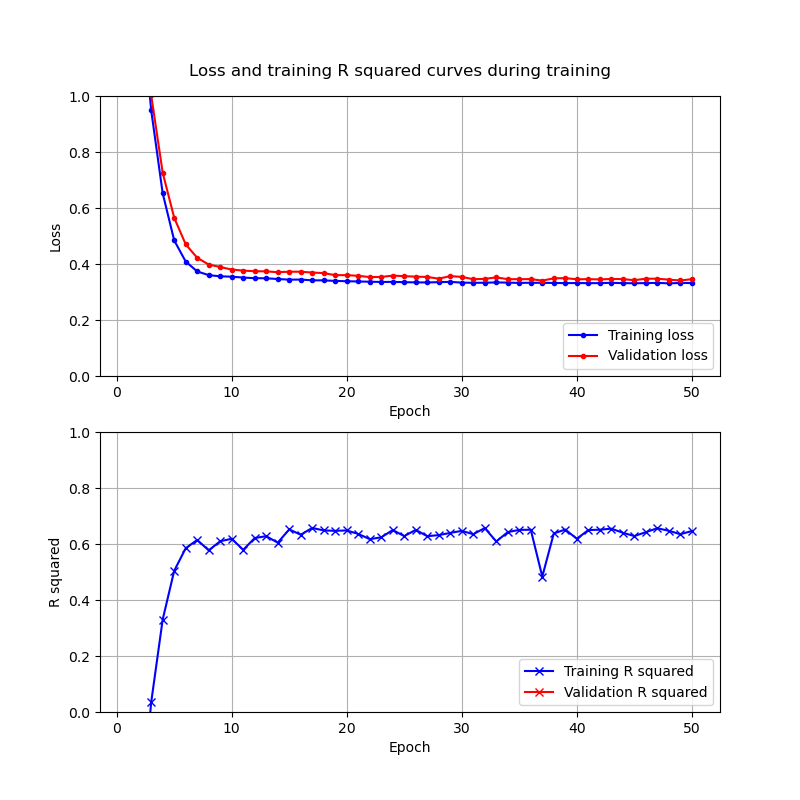 Loss and training R squared curves during training
1.0
0.8
0.6
0.4
0.2
0.0
Loss
Training loss
Validation loss
0 10 20 30 40 50
Epoch
1.0
0.8
0.6
0.4
0.2
0.0
R squared
Training R squared
Validation R squared
0 10 20 30 40 50
Epoch